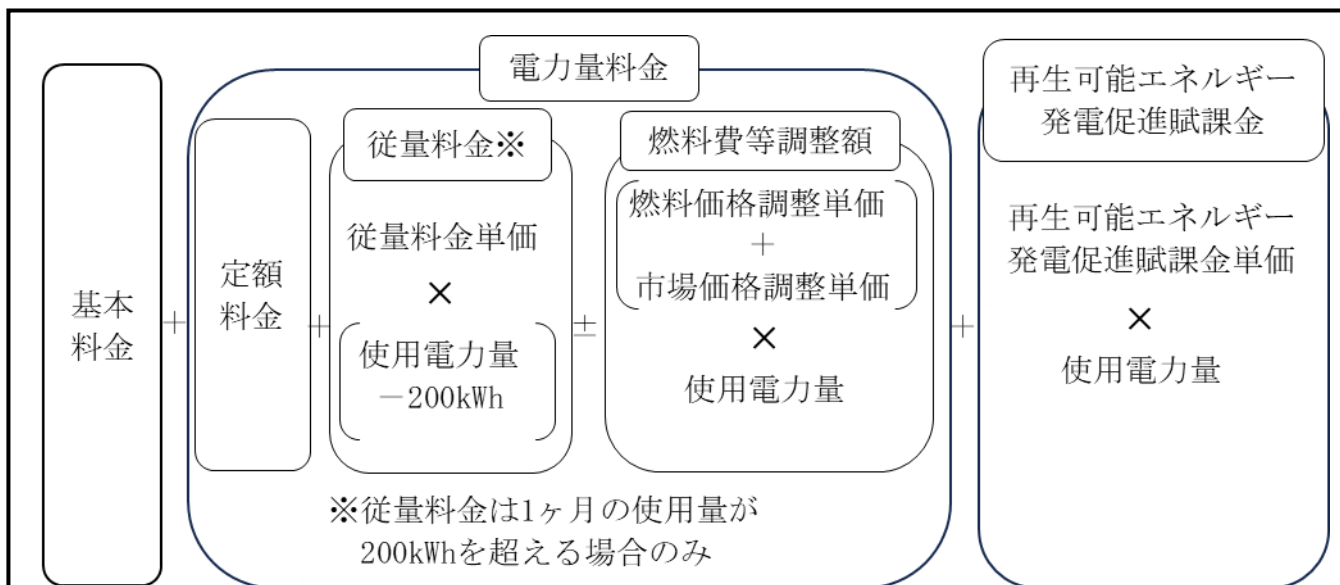 基本
料金
+
電力量料金
定額
料金
+
従量料金※
従量料金単価
×
使用電力量
－200kWh
±
燃料費等調整額
燃料価格調整単価
+
市場価格調整単価
×
使用電力量
※従量料金は1ヶ月の使用量が
200kWhを超える場合のみ
+
再生可能エネルギー
発電促進賦課金
再生可能エネルギー
発電促進賦課金単価
×
使用電力量